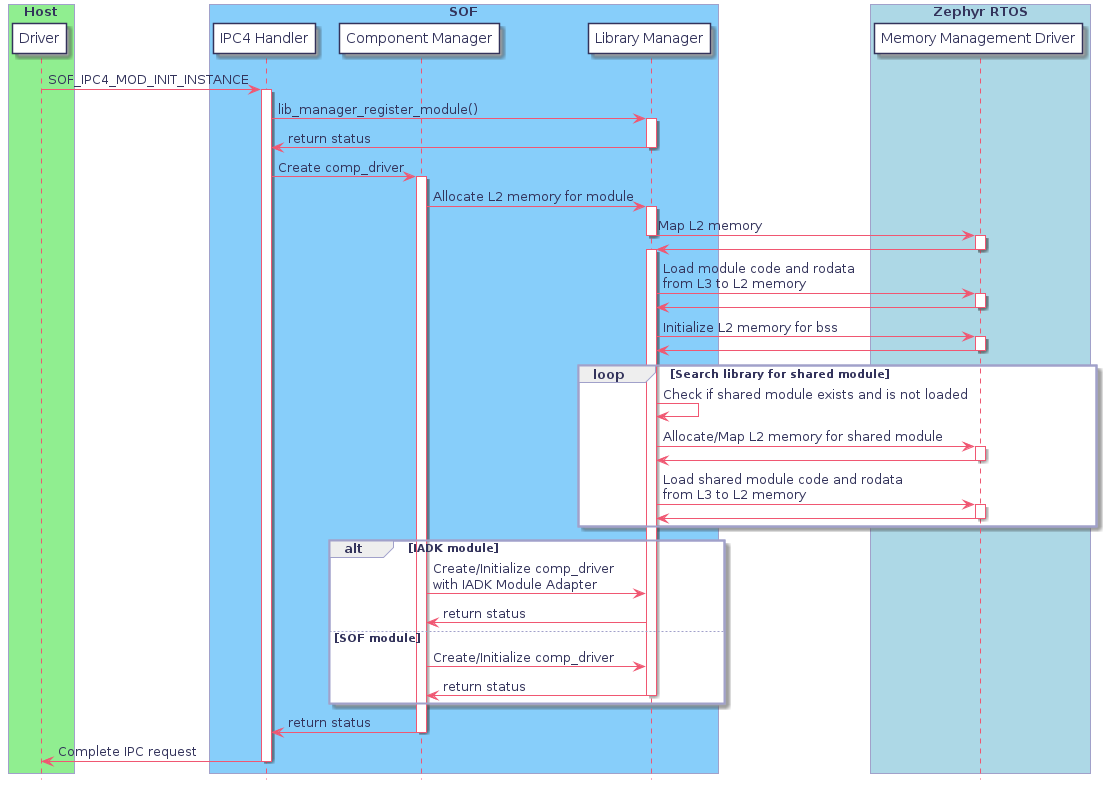 Host
SOF
Zephyr RTOS
Driver
IPC4 Handler
Component Manager
Library Manager
Memory Management Driver
SOF_IPC4_MOD_INIT_INSTANCE
lib_manager_register_module()
return status
Create comp_driver
Allocate L2 memory for module
Map L2 memory
Load module code and rodata
from L3 to L2 memory
Initialize L2 memory for bss
loop
[Search library for shared module]
Check if shared module exists and is not loaded
Allocate/Map L2 memory for shared module
Load shared module code and rodata
from L3 to L2 memory
alt
[IADK module]
Create/Initialize comp_driver
with IADK Module Adapter
return status
[SOF module]
Create/Initialize comp_driver
return status
return status
Complete IPC request